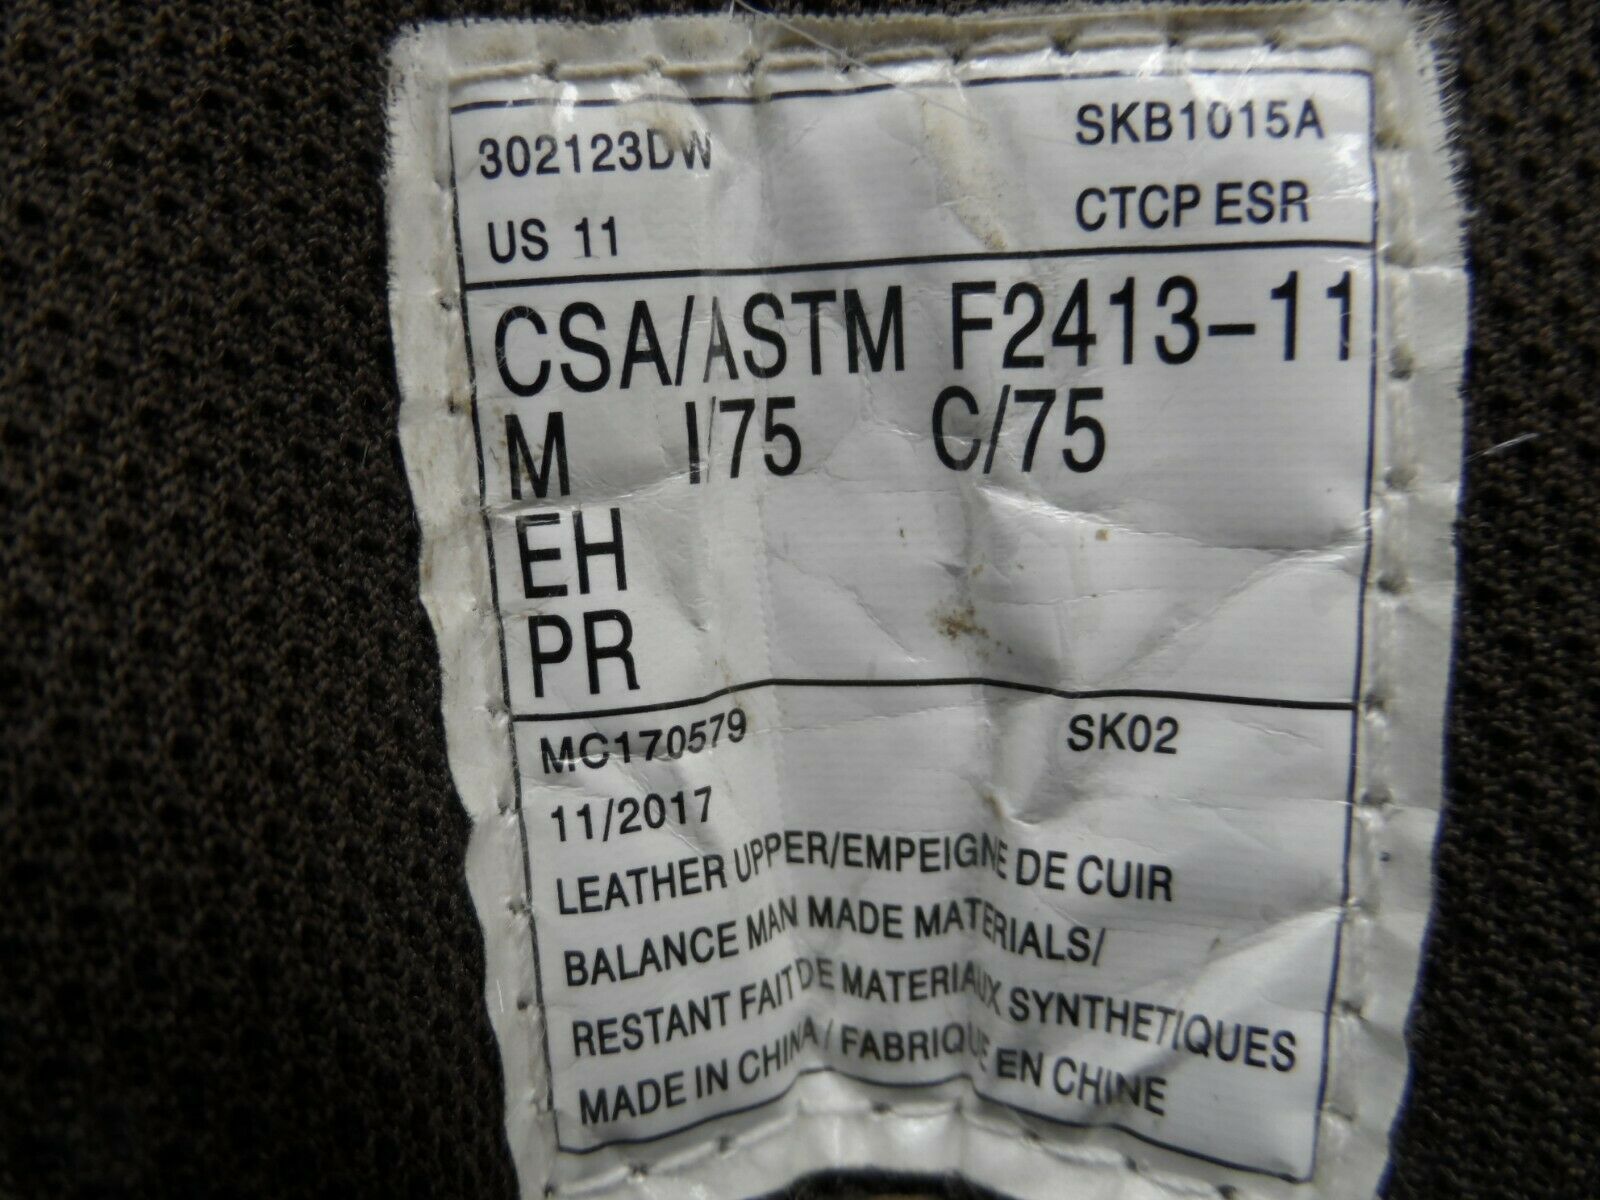 302123DW SKB1015A
US 11 CTCP ESR
CSA/ASTM F2413-11
M I/75 C/75
EH
PR
MC170579 SK02
11/2017
LEATHER UPPER/EMPEIGNE DE CUIR
BALANCE MAN MADE MATERIALS/
RESTANT FAIT DE MATERIAUX SYNTHETIQUES
MADE IN CHINA / FABRIQUE EN CHINE